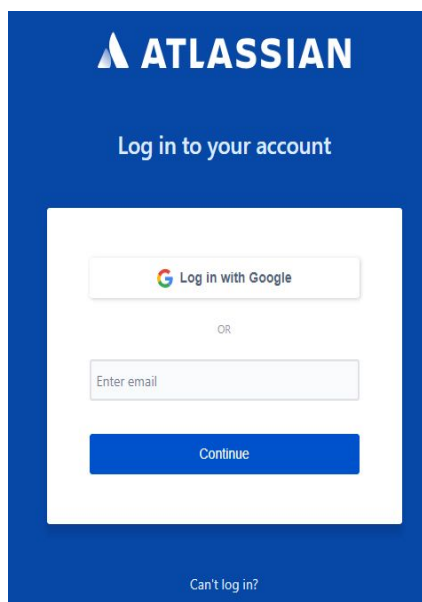 ATLASSIAN
Log in to your account
Log in with Google
OR
Enter email
Continue
Can't log in?